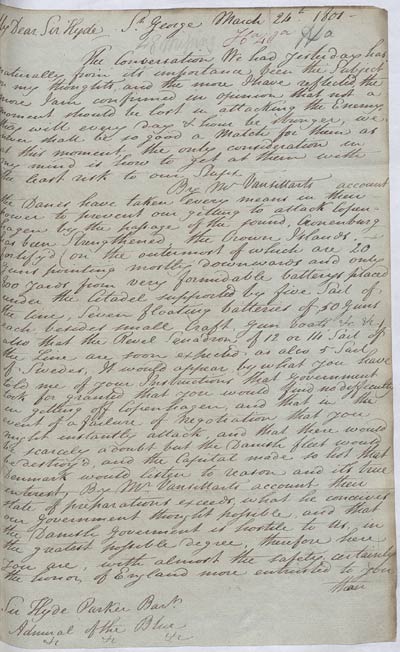 My Dear Sir Hyde, St. George March 24th 1801-
The Conversation We had Yesterday has
naturally from its importance been the Subject
of my thoughts, and the more I have reflected the
more I am confirmed in opinion that not a
moment should be lost in attacking the Enemy
they will every day & hour be stronger, we
never shall be so good a Match for them as
at this moment, the only consideration in
my mind is how to get at them with
the least risk to our Ships.
By Mr Vansittarts account
the Danes have taken every means in their
power to prevent our getting to attack Copen-
hagen by the passage of the Sound, Cronenburg
has been Strengthened, the Crown Islands
fortify'd (on the outermost of which are 20
Guns pointing mostly downwards and only
800 yards from very formidable batterys placed
under the Citadel supported by five Sail of
the Line, Seven floating batteries of 50 Guns
each besides small Craft Gun boats &c &c,
also that the Revel Squadron of 12 or 14 Sail of
the Line are soon expected, as also 5 Sail
of Swedes, It would appear by what you have
told me of your Instructions that Government
took for granted that you would find no difficulty
in getting off Copenhagen, and that in the
event of a failure of Negotiation that you
might instantly attack, and that there would
be scarcely a doubt but the Danish fleet would
be destroy'd, and the Capital made so hot that
Denmark would listen to reason and its true
interest, By Mr Vansittarts account their
state of preparations exceeds what he conceives
our Government thought possible, and that
the Danish Government is hostile to us, in
the greatest possible degree, therefore here
you are, with almost the safety, certainly
the honor, of England more entrusted to you
than
Sir Hyde Parker Bart.
Admiral of the Blue
&c &c &c